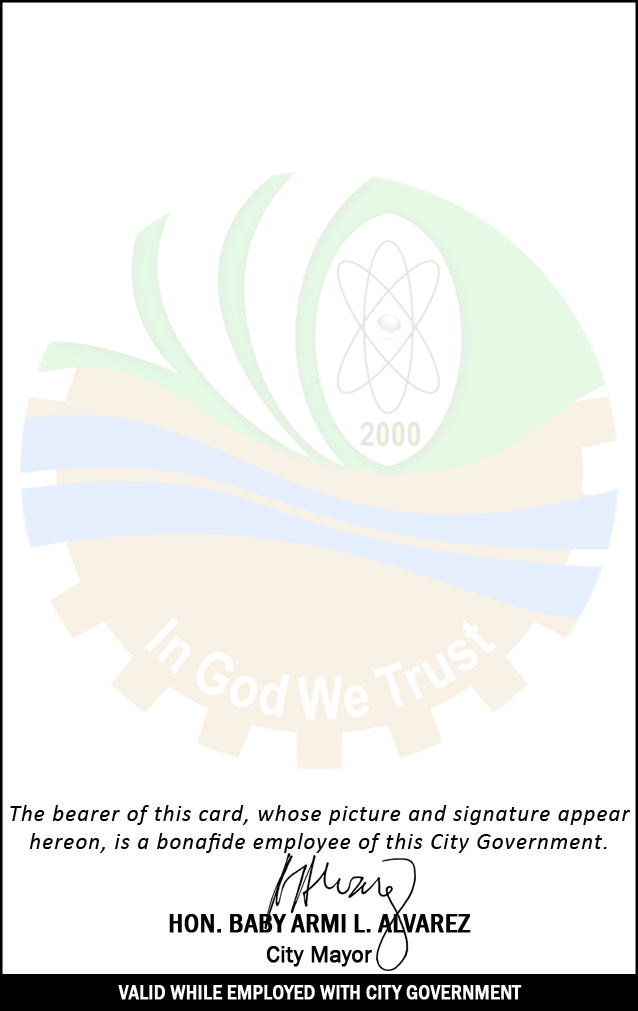 2000
In God We Trust
The bearer of this card, whose picture and signature appear
hereon, is a bonafide employee of this City Government.
HON. BABY ARMI L. ALVAREZ
City Mayor
VALID WHILE EMPLOYED WITH CITY GOVERNMENT